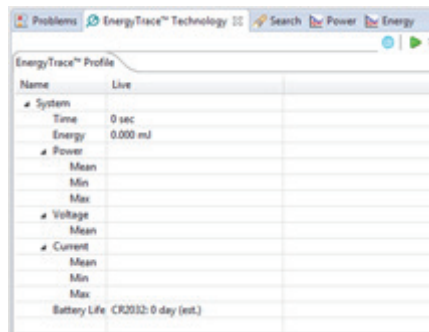 Problems EnergyTrace™ Technology Search Power Energy
EnergyTrace™ Profile
Name Live
System
Time 0 sec
Energy 0.000 mJ
Power
Mean
Min
Max
Voltage
Mean
Current
Mean
Min
Max
Battery Life CR2032: 0 day (est.)